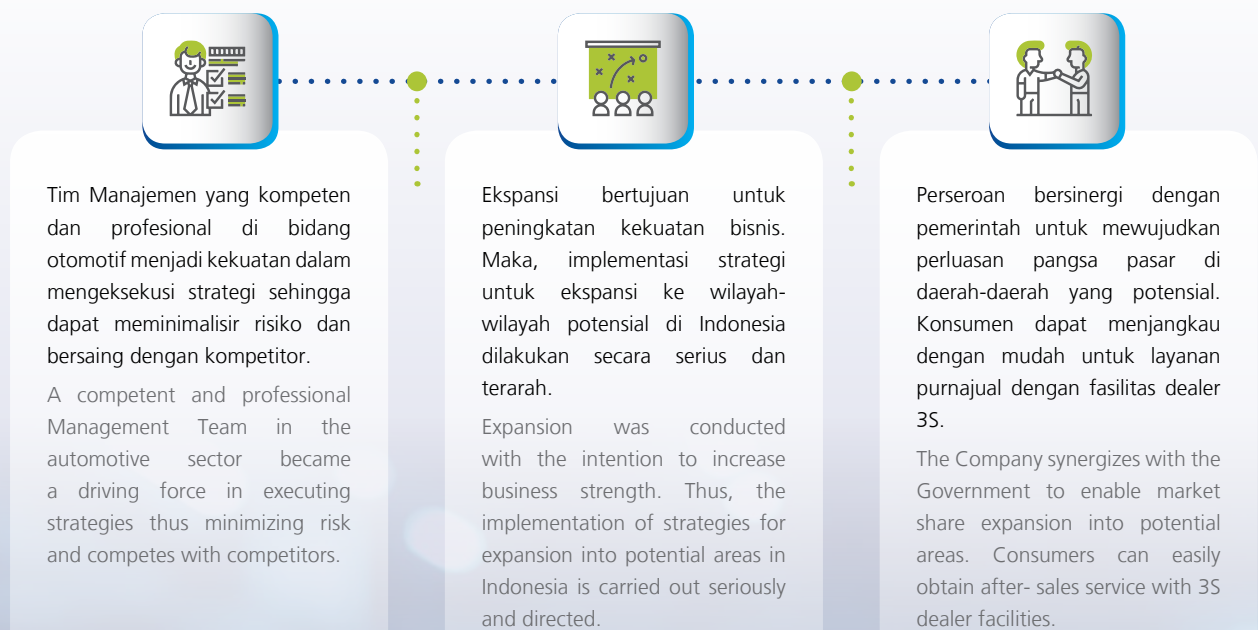 Tim Manajemen yang kompeten
dan profesional di bidang
otomotif menjadi kekuatan dalam
mengeksekusi strategi sehingga
dapat meminimalisir risiko dan
bersaing dengan kompetitor.
A competent and professional
Management Team in the
automotive sector became
a driving force in executing
strategies thus minimizing risk
and competes with competitors.
Ekspansi bertujuan untuk
peningkatan kekuatan bisnis.
Maka, implementasi strategi
untuk ekspansi ke wilayah-
wilayah potensial di Indonesia
dilakukan secara serius dan
terarah.
Expansion was conducted
with the intention to increase
business strength. Thus, the
implementation of strategies for
expansion into potential areas in
Indonesia is carried out seriously
and directed.
Perseroan bersinergi dengan
pemerintah untuk mewujudkan
perluasan pangsa pasar di
daerah-daerah yang potensial.
Konsumen dapat menjangkau
dengan mudah untuk layanan
purnajual dengan fasilitas dealer
3S.
The Company synergizes with the
Government to enable market
share expansion into potential
areas. Consumers can easily
obtain after- sales service with 3S
dealer facilities.